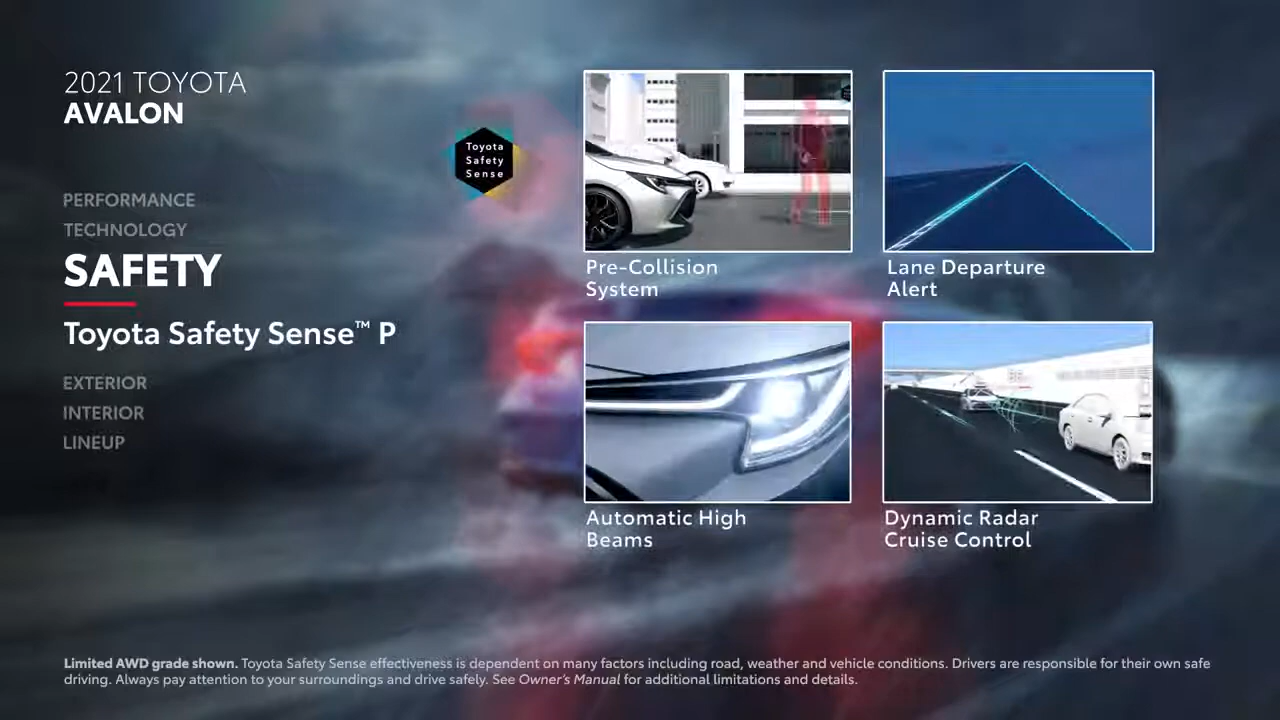 2021 TOYOTA
AVALON
PERFORMANCE
TECHNOLOGY
SAFETY
Toyota Safety Sense™ P
EXTERIOR
INTERIOR
LINEUP
Toyota
Safety
Sense
Pre-Collision
System
Lane Departure
Alert
Automatic High
Beams
Dynamic Radar
Cruise Control
Limited AWD grade shown. Toyota Safety Sense effectiveness is dependent on many factors including road, weather and vehicle conditions. Drivers are responsible for their own safe
driving. Always pay attention to your surroundings and drive safely. See Owner's Manual for additional limitations and details.